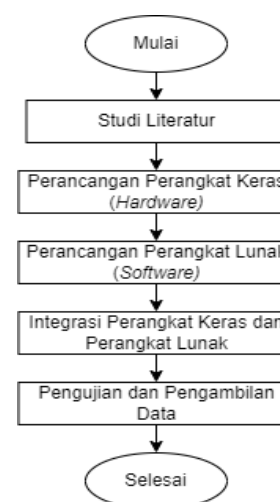 Mulai
Studi Literatur
Perancangan Perangkat Keras
(Hardware)
Perancangan Perangkat Lunak
(Software)
Integrasi Perangkat Keras dan
Perangkat Lunak
Pengujian dan Pengambilan
Data
Selesai